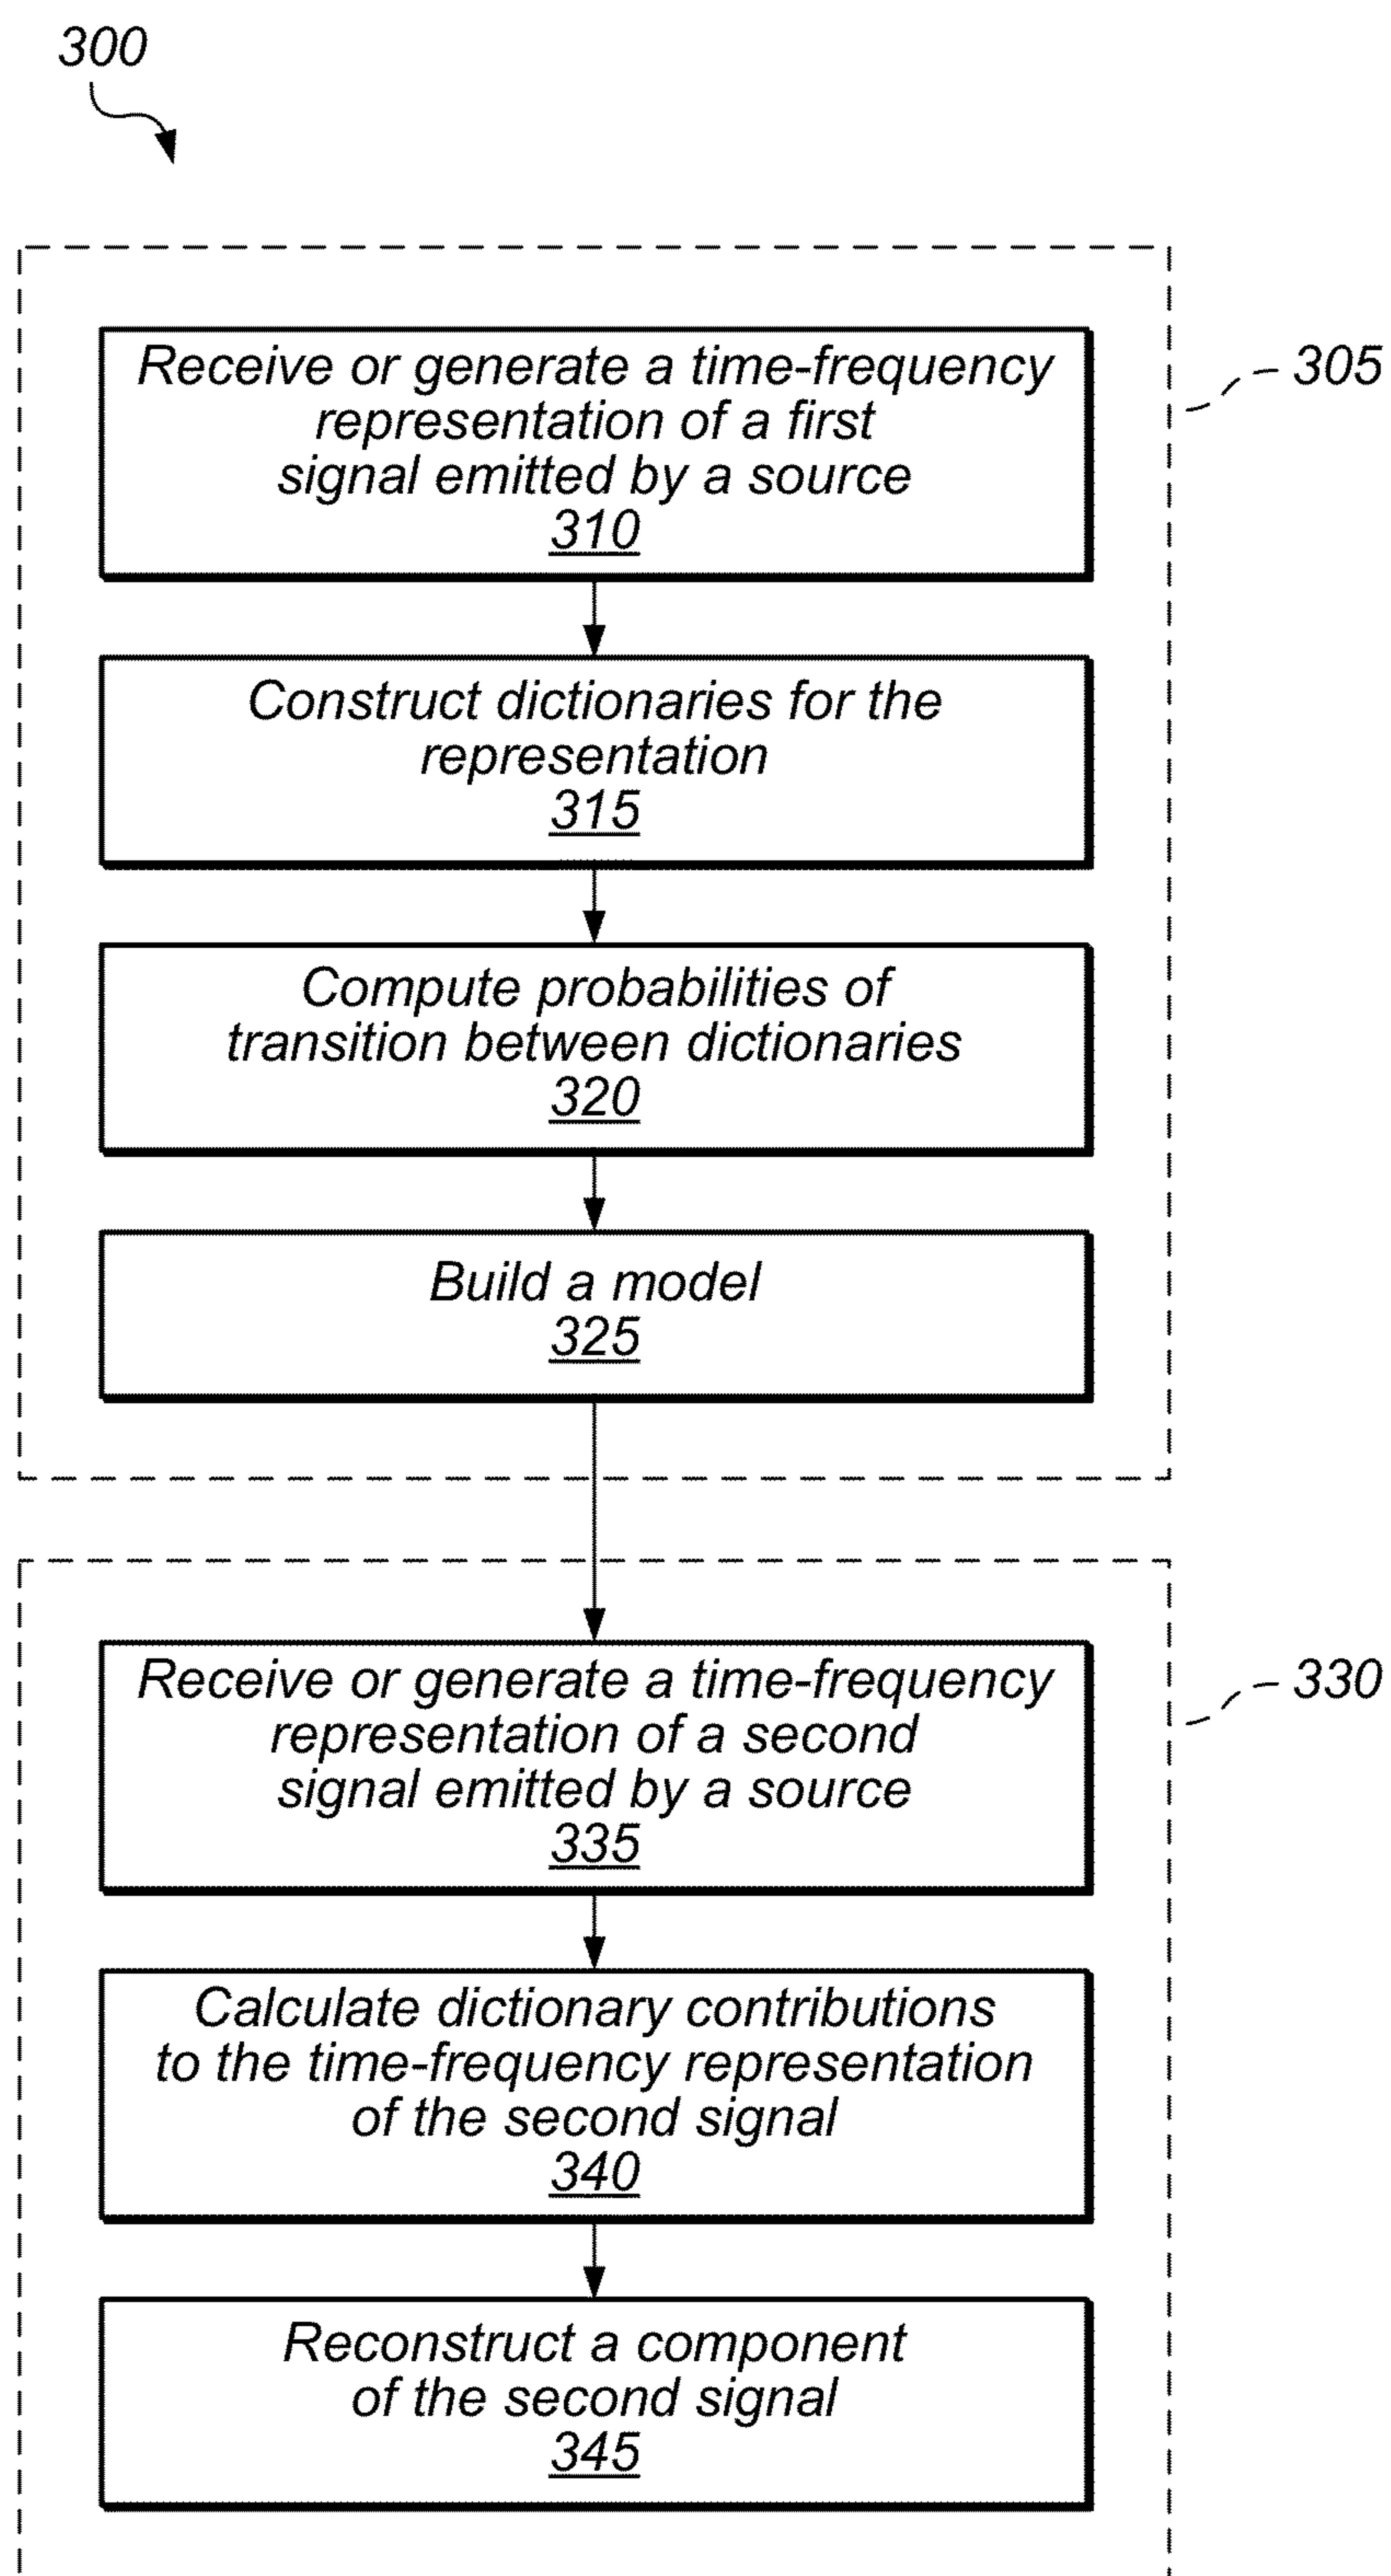 300
Receive or generate a time-frequency
representation of a first
signal emitted by a source
310
305
Construct dictionaries for the
representation
315
Compute probabilities of
transition between dictionaries
320
Build a model
325
Receive or generate a time-frequency
representation of a second
signal emitted by a source
335
330
Calculate dictionary contributions
to the time-frequency representation
of the second signal
340
Reconstruct a component
of the second signal
345